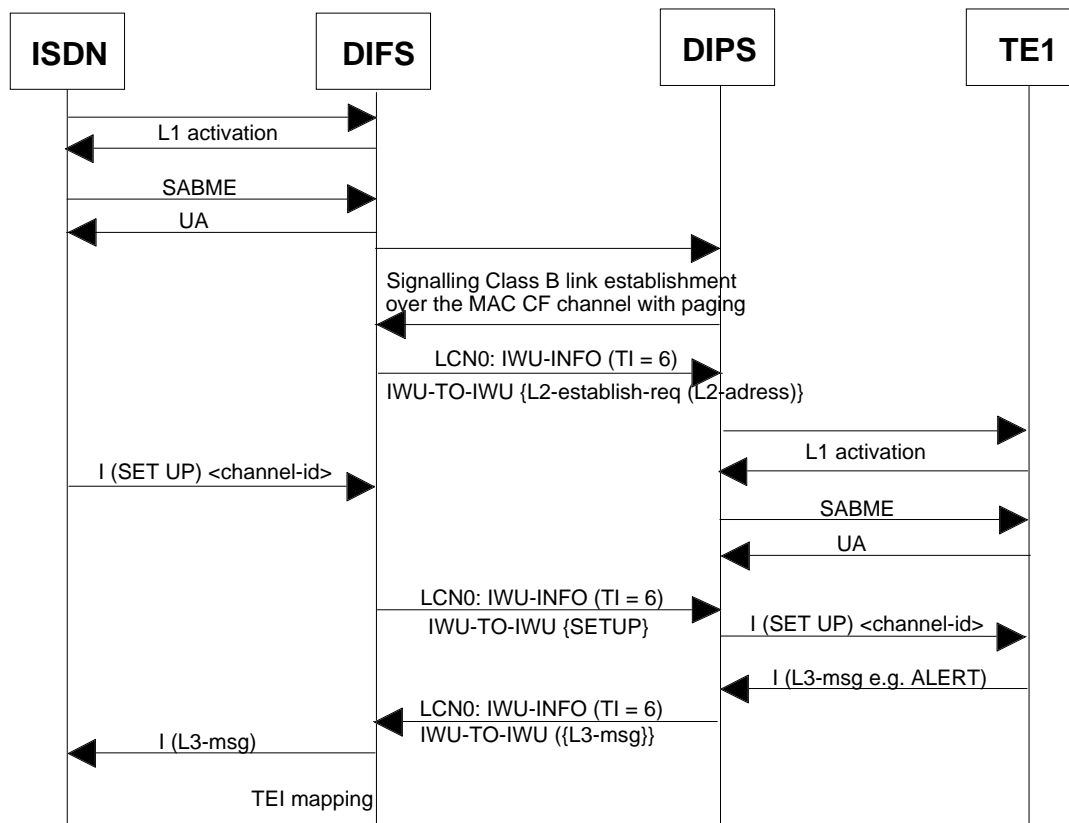 ISDN
DIFS
DIPS
TE1
L1 activation
SABME
UA
Signalling Class B link establishment
over the MAC CF channel with paging
LCN0: IWU-INFO (TI = 6)
IWU-TO-IWU {L2-establish-req (L2-adress)}
L1 activation
I (SET UP) <channel-id>
SABME
UA
LCN0: IWU-INFO (TI = 6)
IWU-TO-IWU {SETUP}
I (SET UP) <channel-id>
I (L3-msg e.g. ALERT)
LCN0: IWU-INFO (TI = 6)
IWU-TO-IWU ({L3-msg}}
I (L3-msg)
TEI mapping